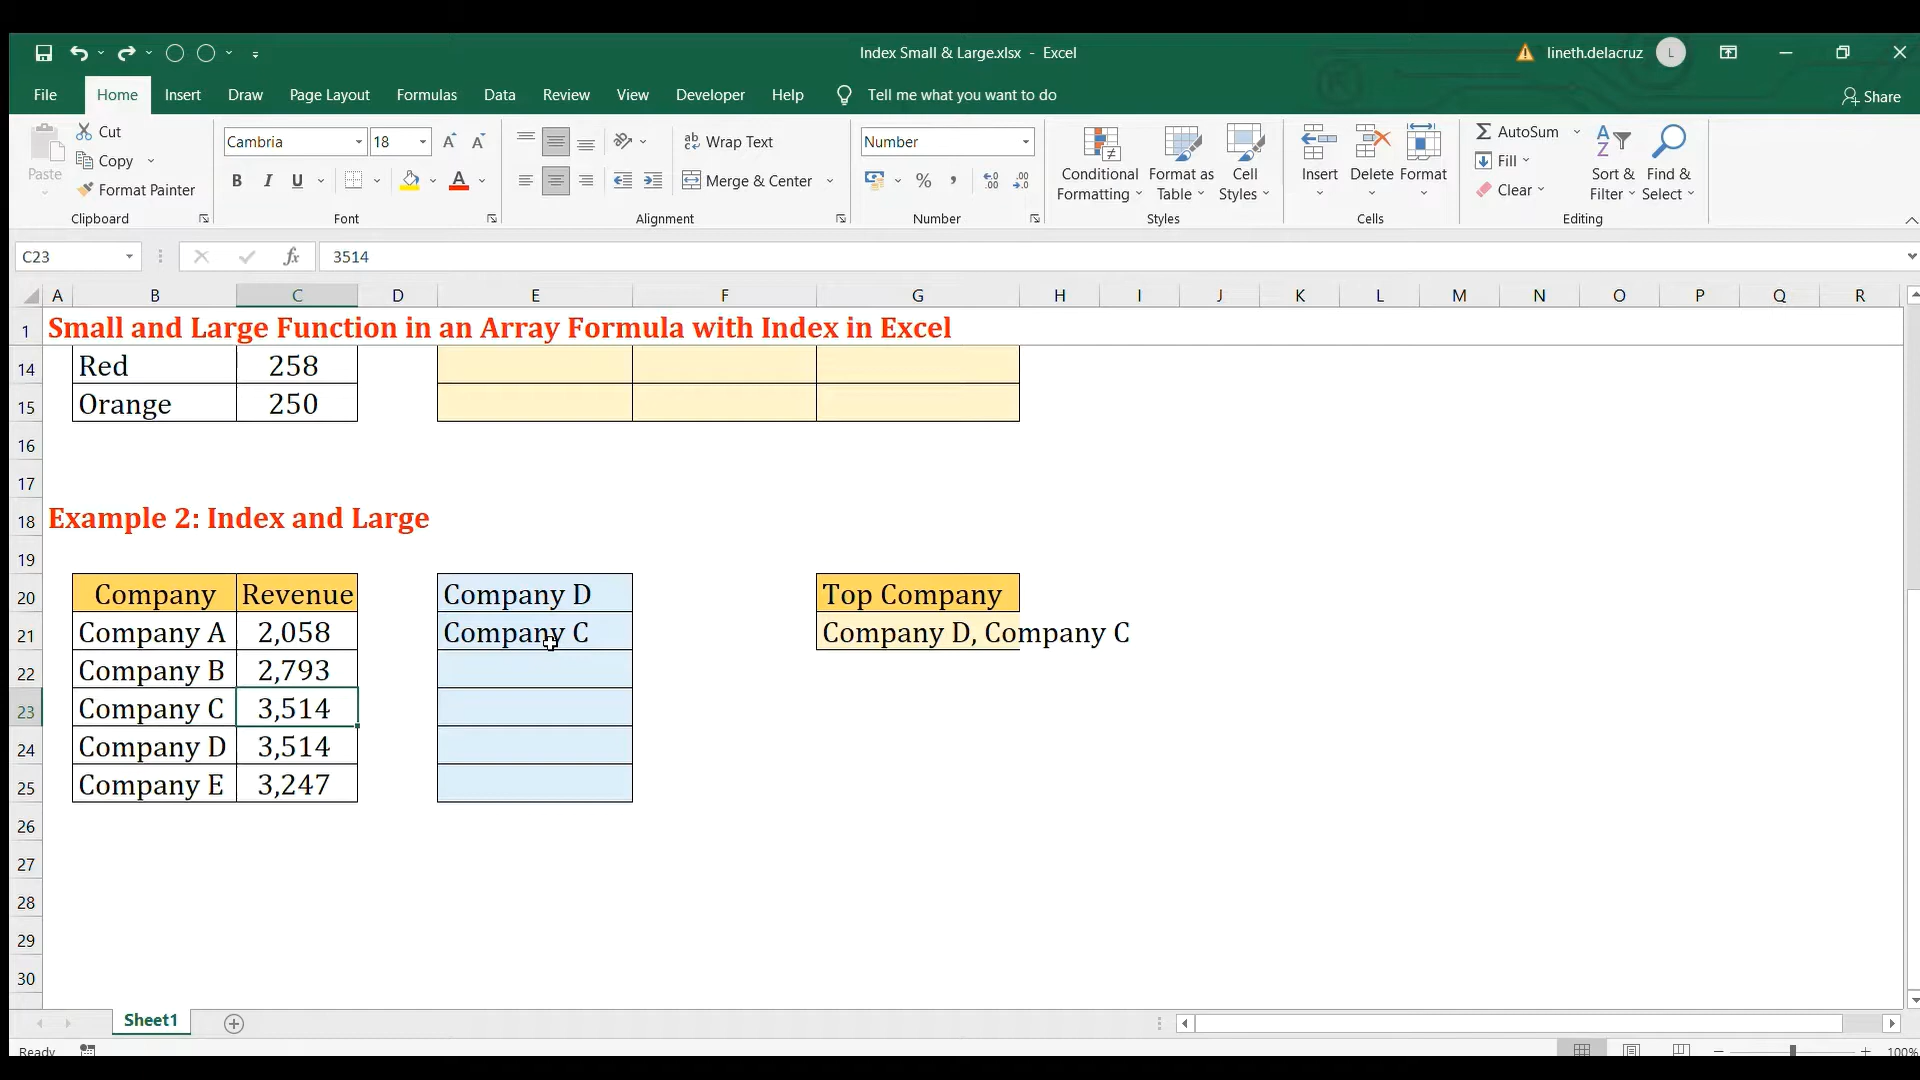 Index Small & Large.xlsx - Excel
lineth.delacruz
L
File Home Insert Draw Page Layout Formulas Data Review View Developer Help Tell me what you want to do
Share
Paste
Cut
Copy
Format Painter
Clipboard
Cambria
18
B I U
Font
Wrap Text
Merge & Center
Alignment
Number
Number
Conditional Formatting
Format as Table
Cell Styles
Styles
Insert Delete Format
Cells
AutoSum
Fill
Clear
Sort & Filter
Find & Select
Editing
C23 fx 3514
A B C D E F G H I J K L M N O P Q R
1 Small and Large Function in an Array Formula with Index in Excel
14 Red 258
15 Orange 250
16
17
18 Example 2: Index and Large
19
20 Company Revenue Company D Top Company
21 Company A 2,058 Company C Company D, Company C
22 Company B 2,793
23 Company C 3,514
24 Company D 3,514
25 Company E 3,247
26
27
28
29
30
Sheet1
Ready 100%